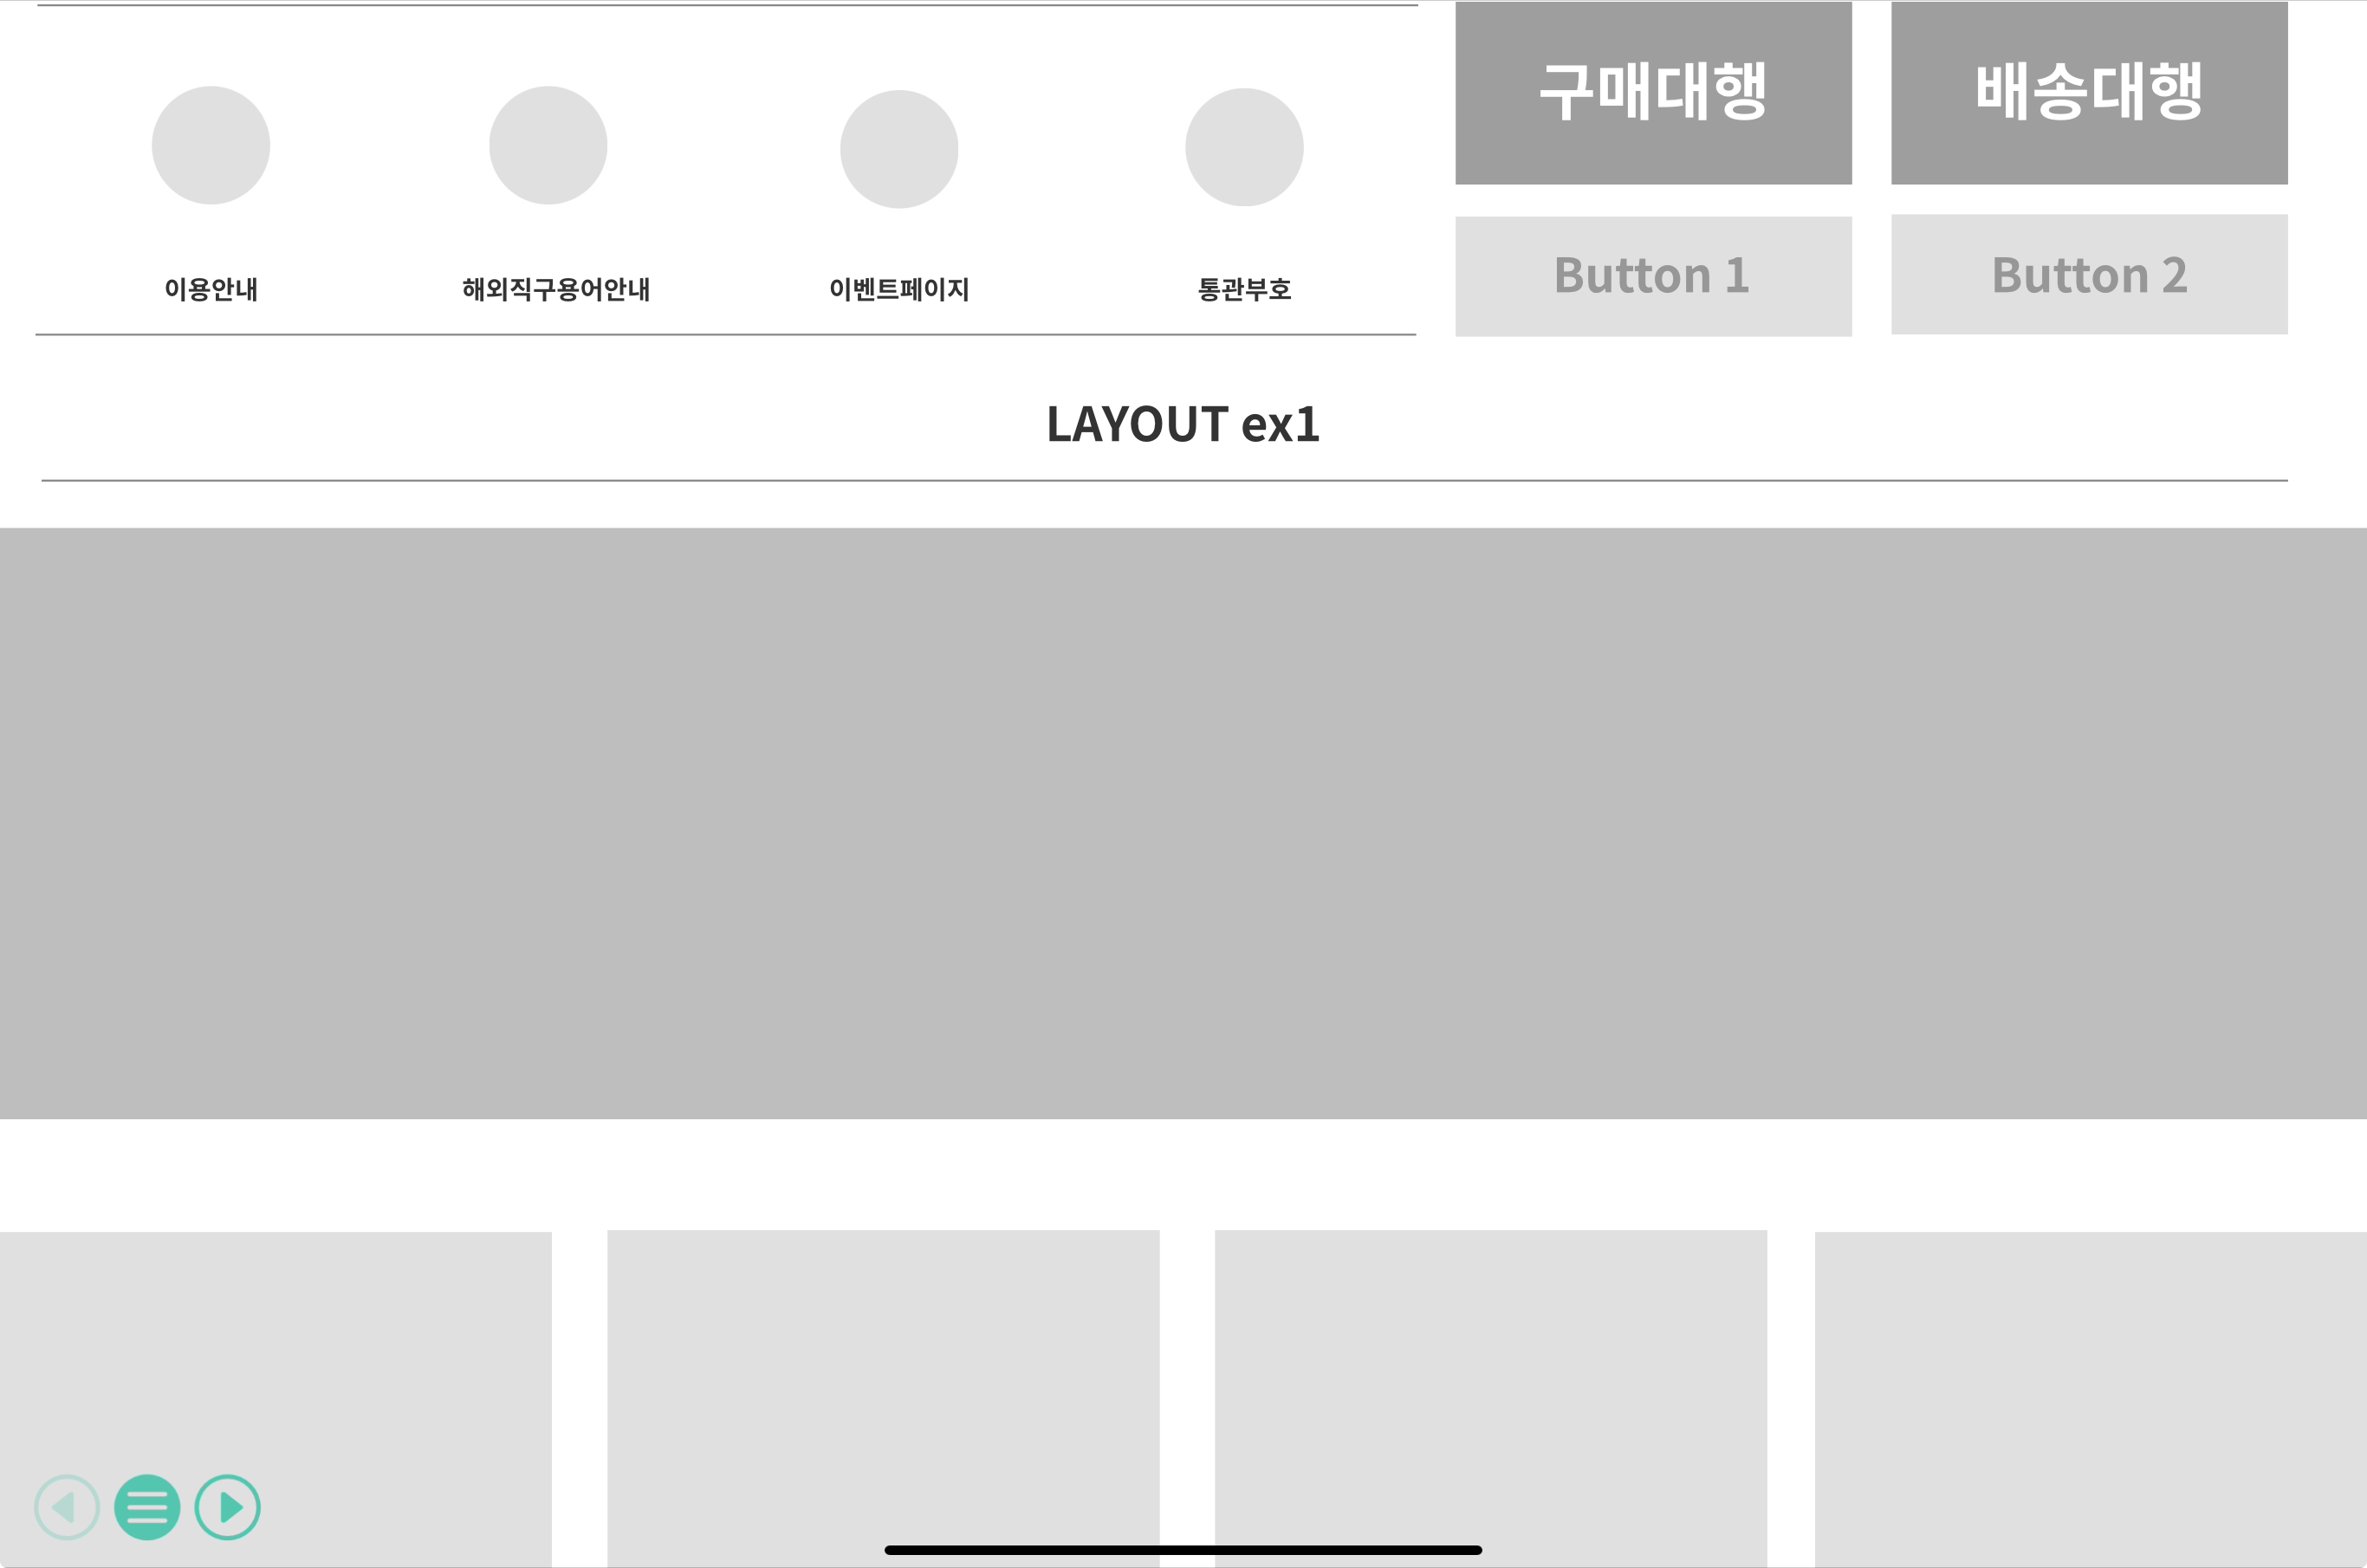 구매대행
배송대행
이용안내
해외직구용어안내
이벤트페이지
통관부호
Button 1
Button 2
LAYOUT ex1